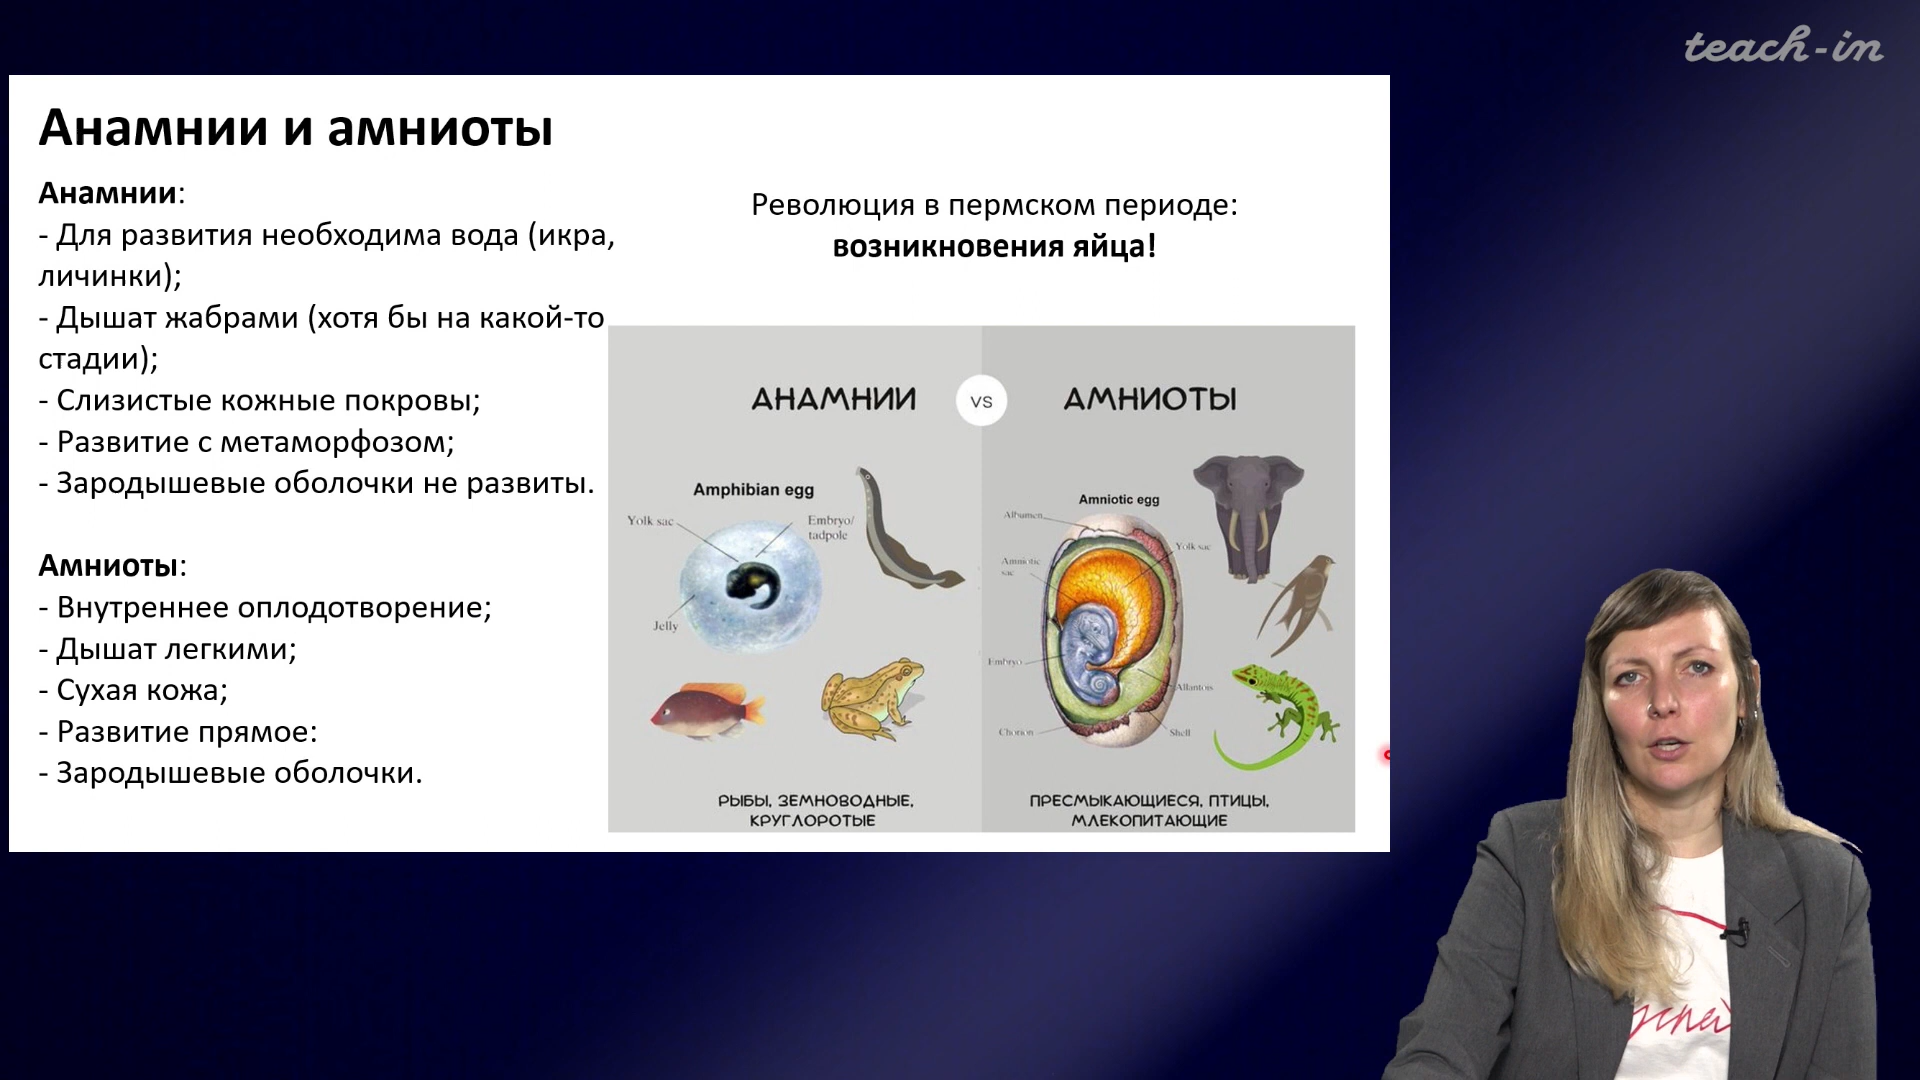 teach-in
Анамнии и амниоты
Анамнии:
- Для развития необходима вода (икра,
личинки);
- Дышат жабрами (хотя бы на какой-то
стадии);
- Слизистые кожные покровы;
- Развитие с метаморфозом;
- Зародышевые оболочки не развиты.
Амниоты:
- Внутреннее оплодотворение;
- Дышат легкими;
- Сухая кожа;
- Развитие прямое:
- Зародышевые оболочки.
Революция в пермском периоде:
возникновения яйца!
АНАМНИИ
VS
АМНИОТЫ
Amphibian egg
Yolk sac
Embryo/
tadpole
Jelly
РЫБЫ, ЗЕМНОВОДНЫЕ,
КРУГЛОРОТЫЕ
Amniotic egg
Albumen
Yolk sac
Amniotic
sac
Embryo
Allantois
Chorion
Shell
ПРЕСМЫКАЮЩИЕСЯ, ПТИЦЫ,
МЛЕКОПИТАЮЩИЕ